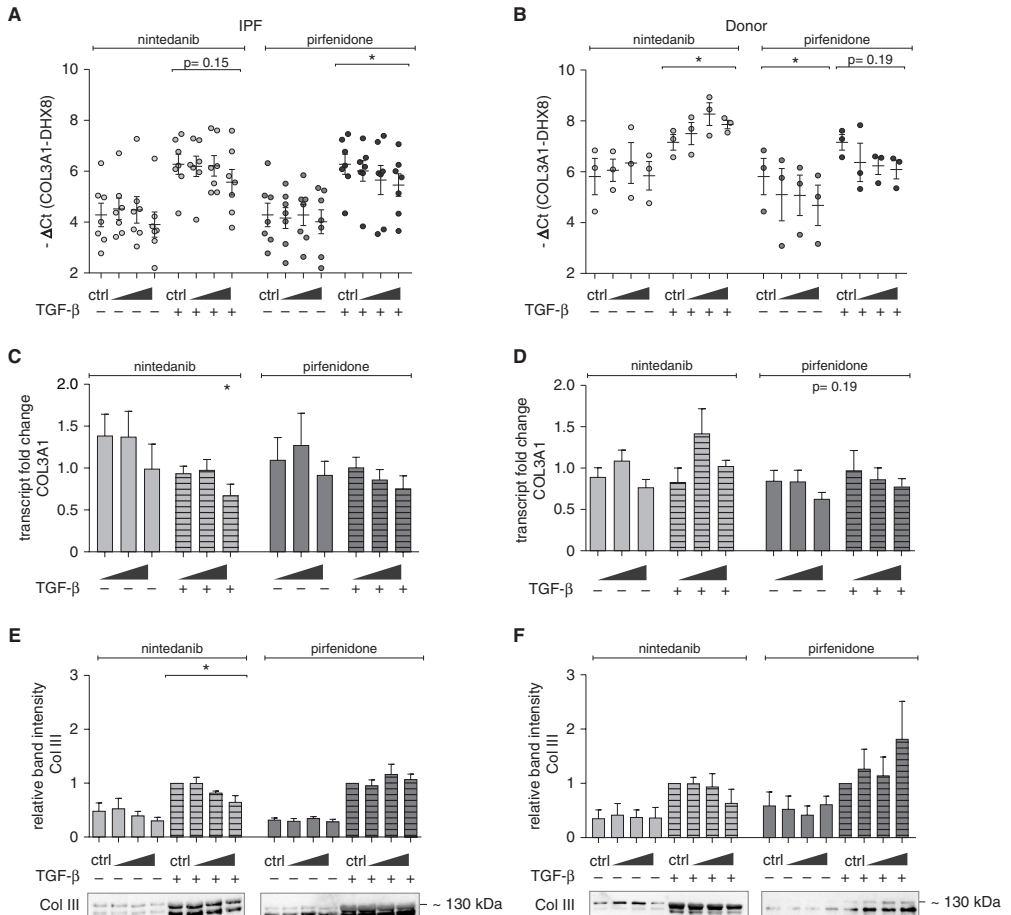 A
IPF
nintedanib
pirfenidone
p= 0.15
*
- ΔCt (COL3A1-DHX8)
10
8
6
4
2
ctrl ctrl ctrl ctrl
TGF-β − − − − + + + + − − − − + + + +
B
Donor
nintedanib
pirfenidone
*
*
p= 0.19
- ΔCt (COL3A1-DHX8)
10
8
6
4
2
ctrl ctrl ctrl ctrl
TGF-β − − − − + + + + − − − − + + + +
C
nintedanib
pirfenidone
*
transcript fold change
COL3A1
2.0
1.5
1.0
0.5
0
TGF-β − − − + + + − − − + + +
D
nintedanib
pirfenidone
p= 0.19
transcript fold change
COL3A1
2.0
1.5
1.0
0.5
0
TGF-β − − − + + + − − − + + +
E
nintedanib
pirfenidone
*
relative band intensity
Col III
3
2
1
0
ctrl ctrl ctrl ctrl
TGF-β − − − − + + + + − − − − + + + +
Col III
~ 130 kDa
F
nintedanib
pirfenidone
relative band intensity
Col III
3
2
1
0
ctrl ctrl ctrl ctrl
TGF-β − − − − + + + + − − − − + + + +
Col III
~ 130 kDa